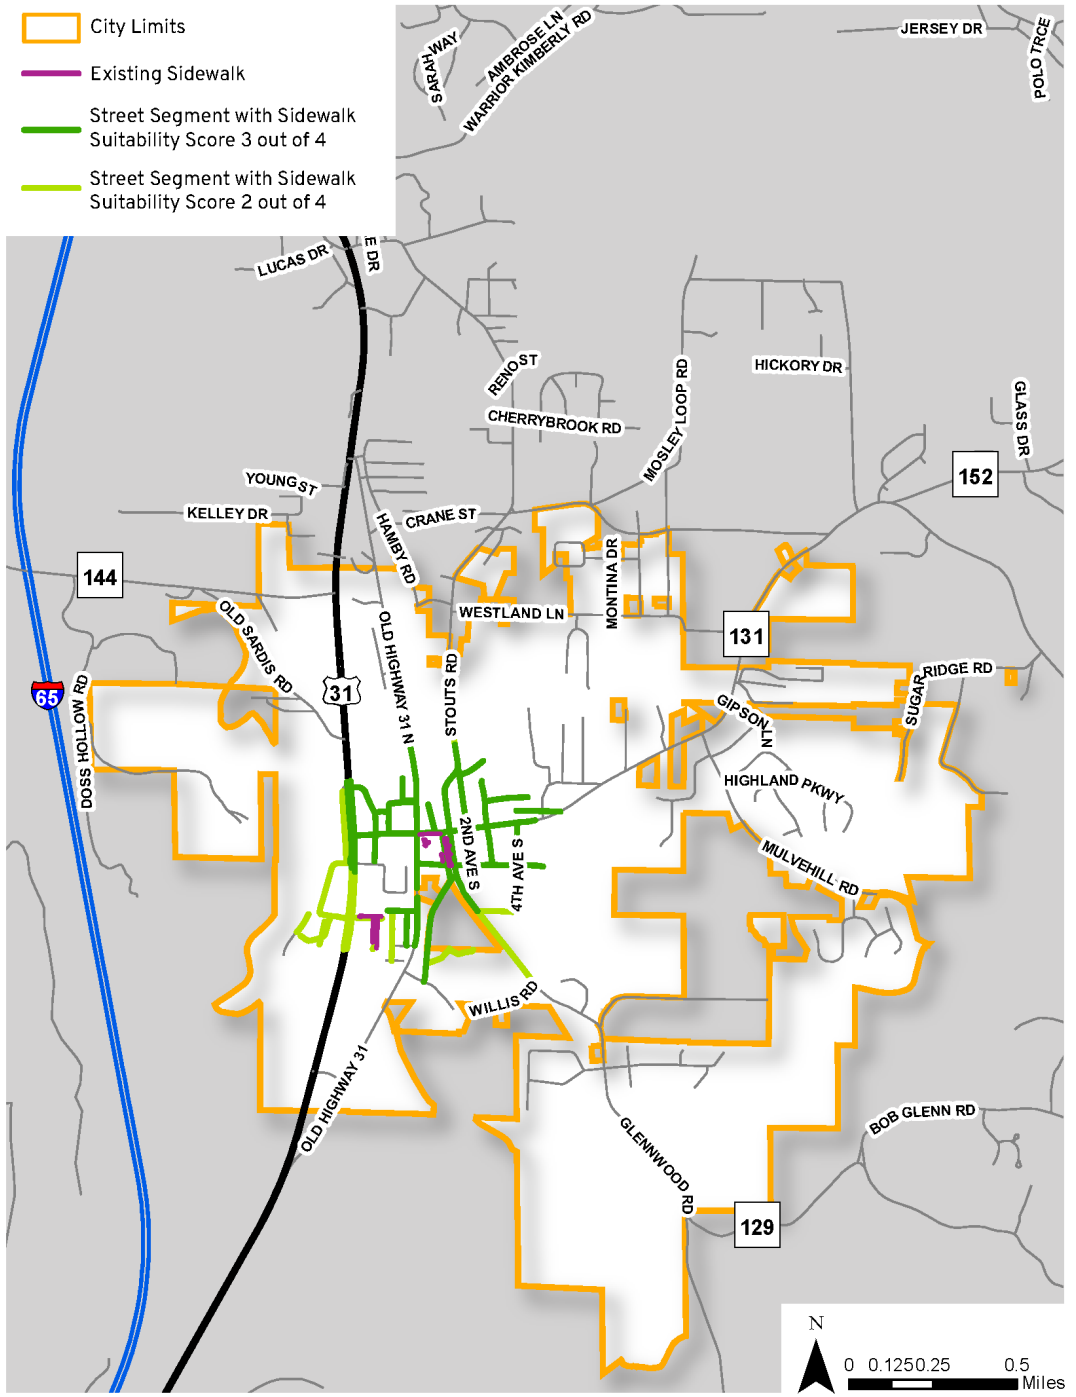 City Limits
Existing Sidewalk
Street Segment with Sidewalk
Suitability Score 3 out of 4
Street Segment with Sidewalk
Suitability Score 2 out of 4
SARAH WAY
AMBROSE LN
WARRIOR KIMBERLY RD
JERSEY DR
POLO TRCE
LUCAS DR
E DR
RENO ST
HICKORY DR
CHERRYBROOK RD
MOSLEY LOOP RD
GLASS DR
152
YOUNG ST
KELLEY DR
CRANE ST
HAMBY RD
144
MONTINA DR
WESTLAND LN
OLD SARDIS RD
OLD HIGHWAY 31 N
131
STOUTS RD
RIDGE RD
SUGAR
65
31
DOSS HOLLOW RD
GIPSON
LN
HIGHLAND PKWY
2ND AVE S
4TH AVE S
MULVEHILL RD
WILLIS RD
OLD HIGHWAY 31
BOB GLENN RD
GLENNWOOD RD
129
N
0 0.125 0.25 0.5
Miles